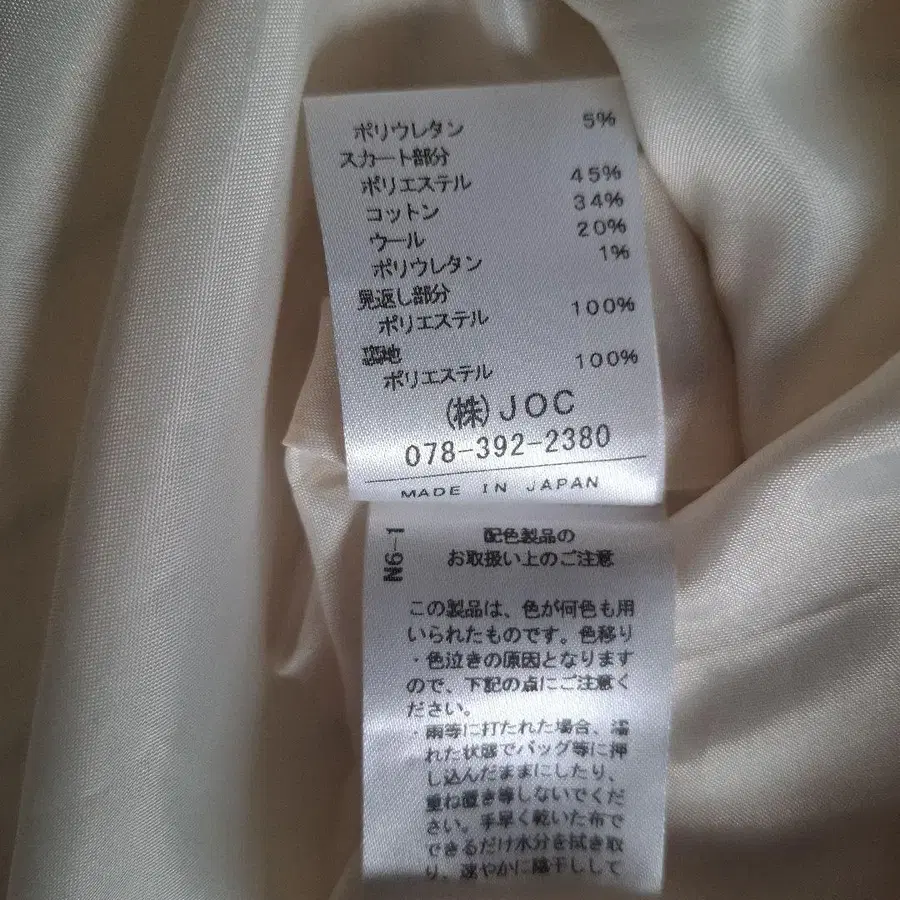 ポリウレタン 5%
スカート部分
ポリエステル 45%
コットン 34%
ウール 20%
ポリウレタン 1%
見返し部分
ポリエステル 100%
裏地
ポリエステル 100%
(株)JOC
078-392-2380
MADE IN JAPAN
N6-1
配色製品の
お取扱い上のご注意
この製品は、色が何色も用
いられたものです。色移り
・色泣きの原因となります
ので、下記の点にご注意く
ださい。
・雨等に打たれた場合、濡
れた状態でバッグ等に押
し込んだままにしたり、
重ね置き等しないでくだ
さい。手早く乾いた布で
できるだけ水分を拭き取
り、速やかに陰干しして